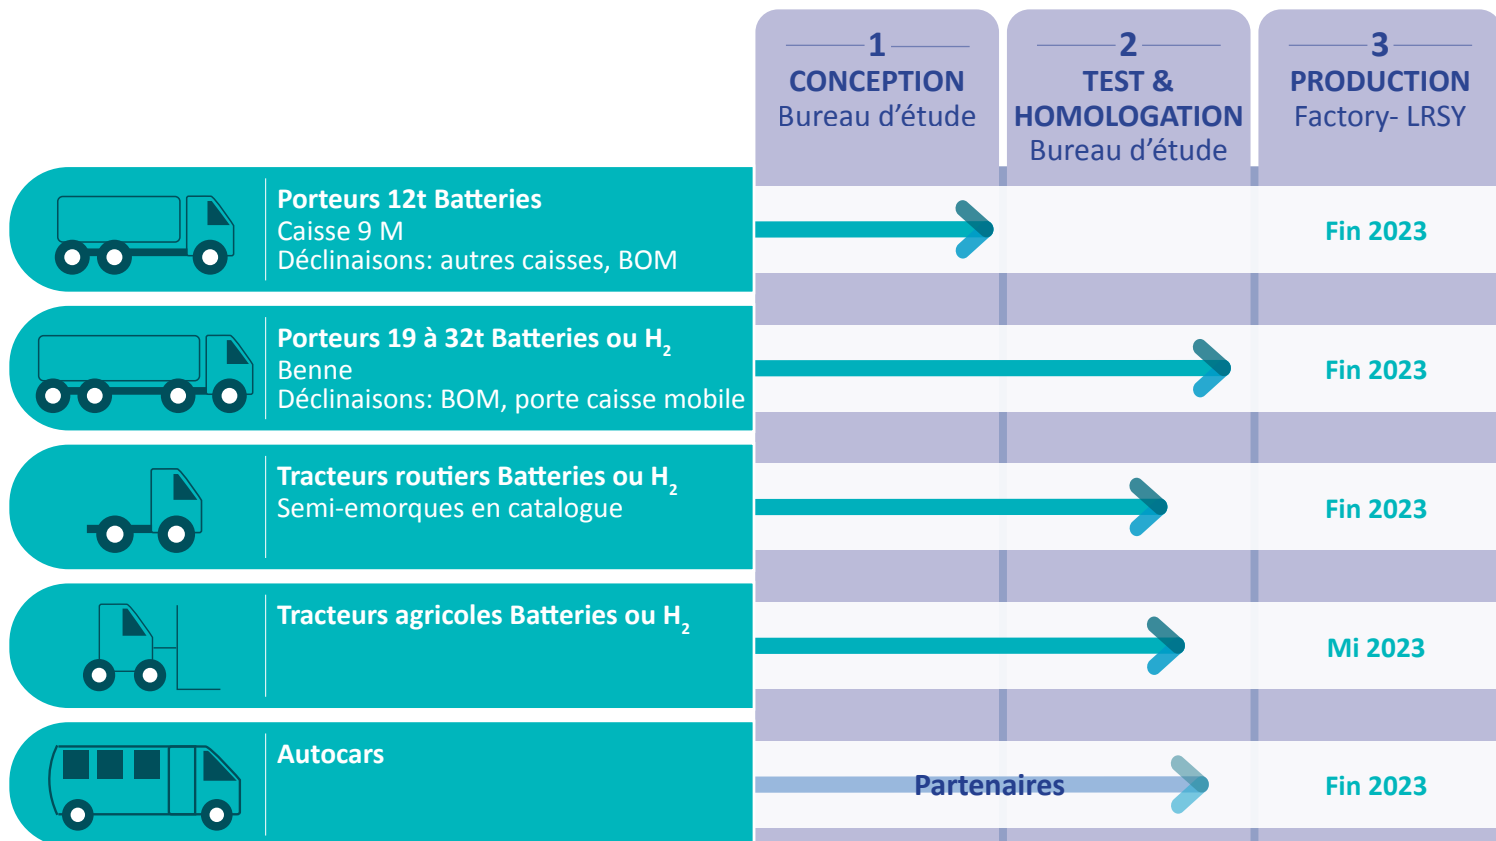 1
CONCEPTION
Bureau d’étude
2
TEST &
HOMOLOGATION
Bureau d’étude
3
PRODUCTION
Factory- LRSY
Porteurs 12t Batteries
Caisse 9 M
Déclinaisons: autres caisses, BOM
Fin 2023
Porteurs 19 à 32t Batteries ou H₂
Benne
Déclinaisons: BOM, porte caisse mobile
Fin 2023
Tracteurs routiers Batteries ou H₂
Semi-emorques en catalogue
Fin 2023
Tracteurs agricoles Batteries ou H₂
Mi 2023
Autocars
Partenaires
Fin 2023